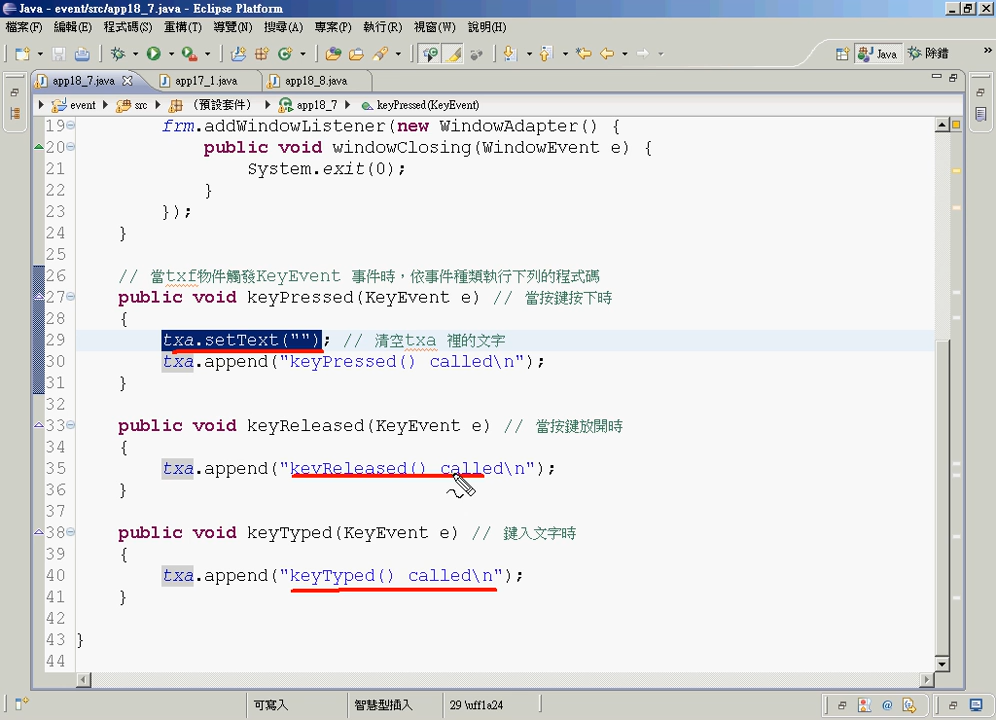 Java - event/src/app18_7.java - Eclipse Platform
檔案(F) 編輯(E) 程式碼(S) 重構(T) 導覽(N) 搜尋(A) 專案(P) 執行(R) 視窗(W) 說明(H)
Java 除錯 »
app18_7.java app17_1.java app18_8.java
event src (預設套件) app18_7 keyPressed(KeyEvent)
19 frm.addWindowListener(new WindowAdapter() {
20 public void windowClosing(WindowEvent e) {
21 System.exit(0);
22 }
23 });
24 }
25
26 // 當txf物件觸發KeyEvent 事件時，依事件種類執行下列的程式碼
27 public void keyPressed(KeyEvent e) // 當按鍵按下時
28 {
29 txa.setText(""); // 清空txa 裡的文字
30 txa.append("keyPressed() called\n");
31 }
32
33 public void keyReleased(KeyEvent e) // 當按鍵放開時
34 {
35 txa.append("keyReleased() called\n");
36 }
37
38 public void keyTyped(KeyEvent e) // 鍵入文字時
39 {
40 txa.append("keyTyped() called\n");
41 }
42
43 }
44
可寫入 智慧型插入 29 \uff1a24